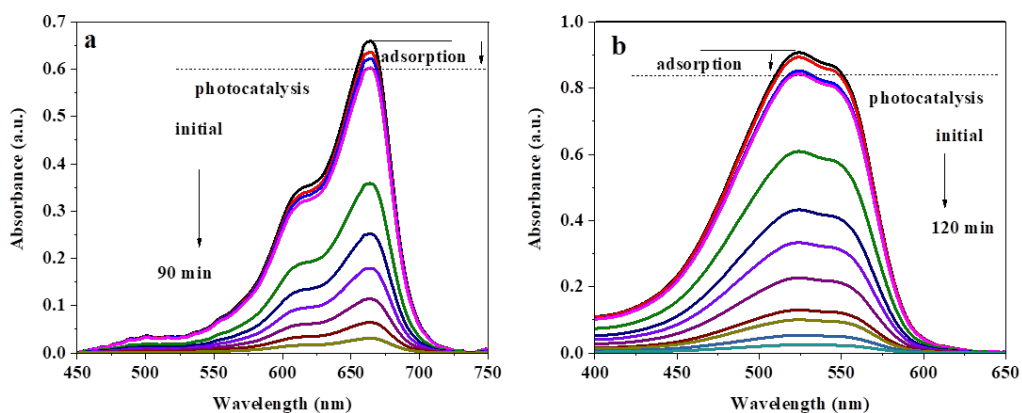 a
adsorption
photocatalysis
initial
90 min
0.7
0.6
0.5
0.4
0.3
0.2
0.1
0.0
450
500
550
600
650
700
750
Absorbance (a.u.)
Wavelength (nm)
b
adsorption
photocatalysis
initial
120 min
1.0
0.8
0.6
0.4
0.2
0.0
400
450
500
550
600
650
Absorbance (a.u.)
Wavelength (nm)